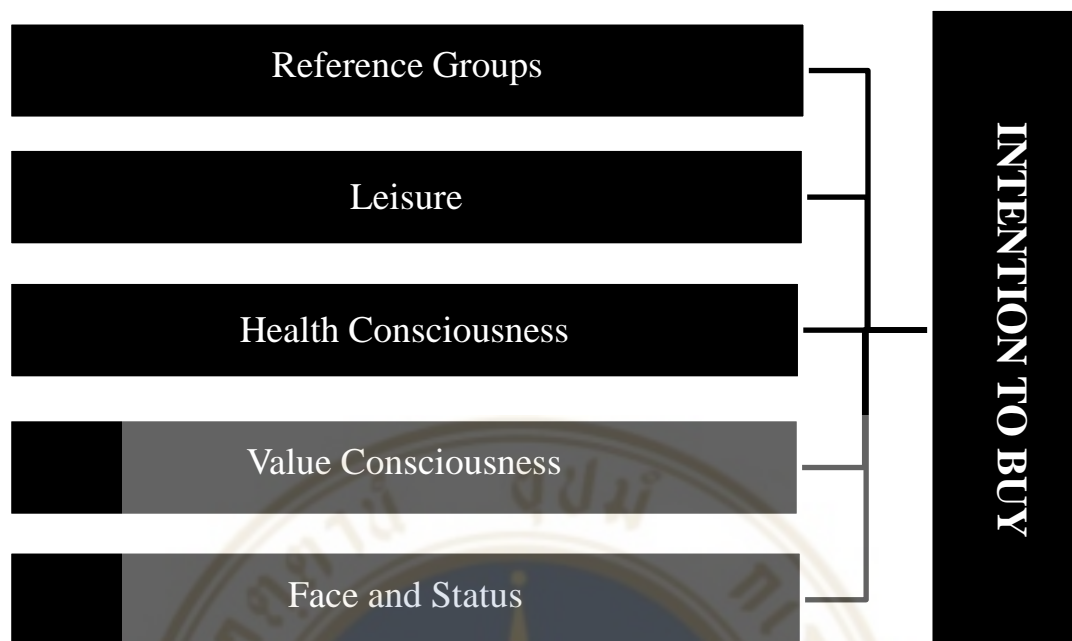 Reference Groups
Leisure
Health Consciousness
Value Consciousness
Face and Status
INTENTION TO BUY